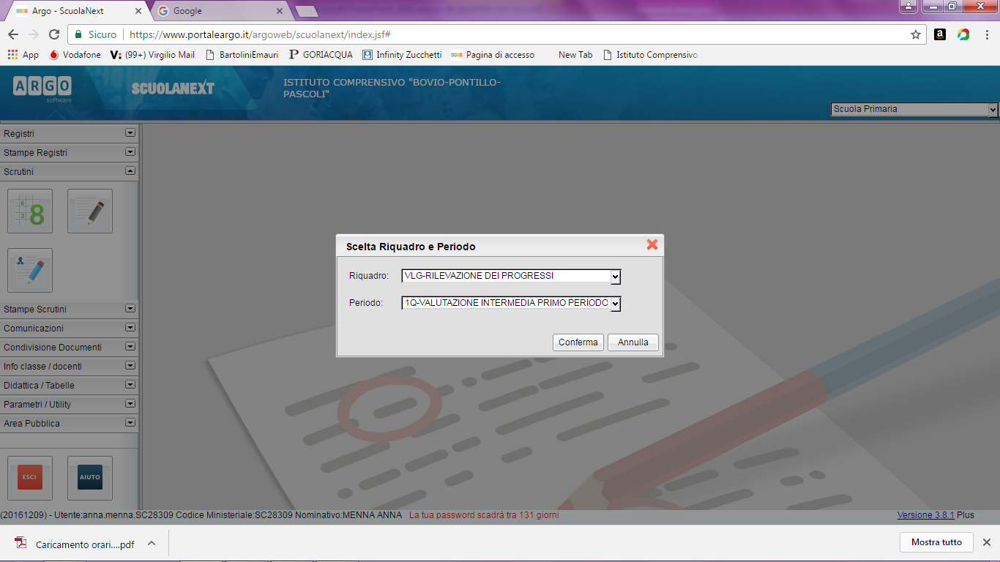 Argo - ScuolaNext
Google
Sicuro
https://www.portaleargo.it/argoweb/scuolanext/index.jsf#
App
Vodafone
(99+) Virgilio Mail
BartoliniEmauri
GORIACQUA
Infinity Zucchetti
Pagina di accesso
New Tab
Istituto Comprensivo
ARGO
software
SCUOLANEXT
ISTITUTO COMPRENSIVO "BOVIO-PONTILLO-
PASCOLI"
Scuola Primaria
Registri
Stampe Registri
Scrutini
6
3
8
Stampe Scrutini
Comunicazioni
Condivisione Documenti
Info classe / docenti
Didattica / Tabelle
Parametri / Utility
Area Pubblica
ESCI
AIUTO
Scelta Riquadro e Periodo
Riquadro:
VLG-RILEVAZIONE DEI PROGRESSI
Periodo:
1Q-VALUTAZIONE INTERMEDIA PRIMO PERIODO
Conferma
Annulla
(20161209) - Utente:anna.menna.SC28309 Codice Ministeriale:SC28309 Nominativo:MENNA ANNA La tua password scadrà tra 131 giorni
Versione 3.8.1 Plus
Caricamento orari....pdf
Mostra tutto